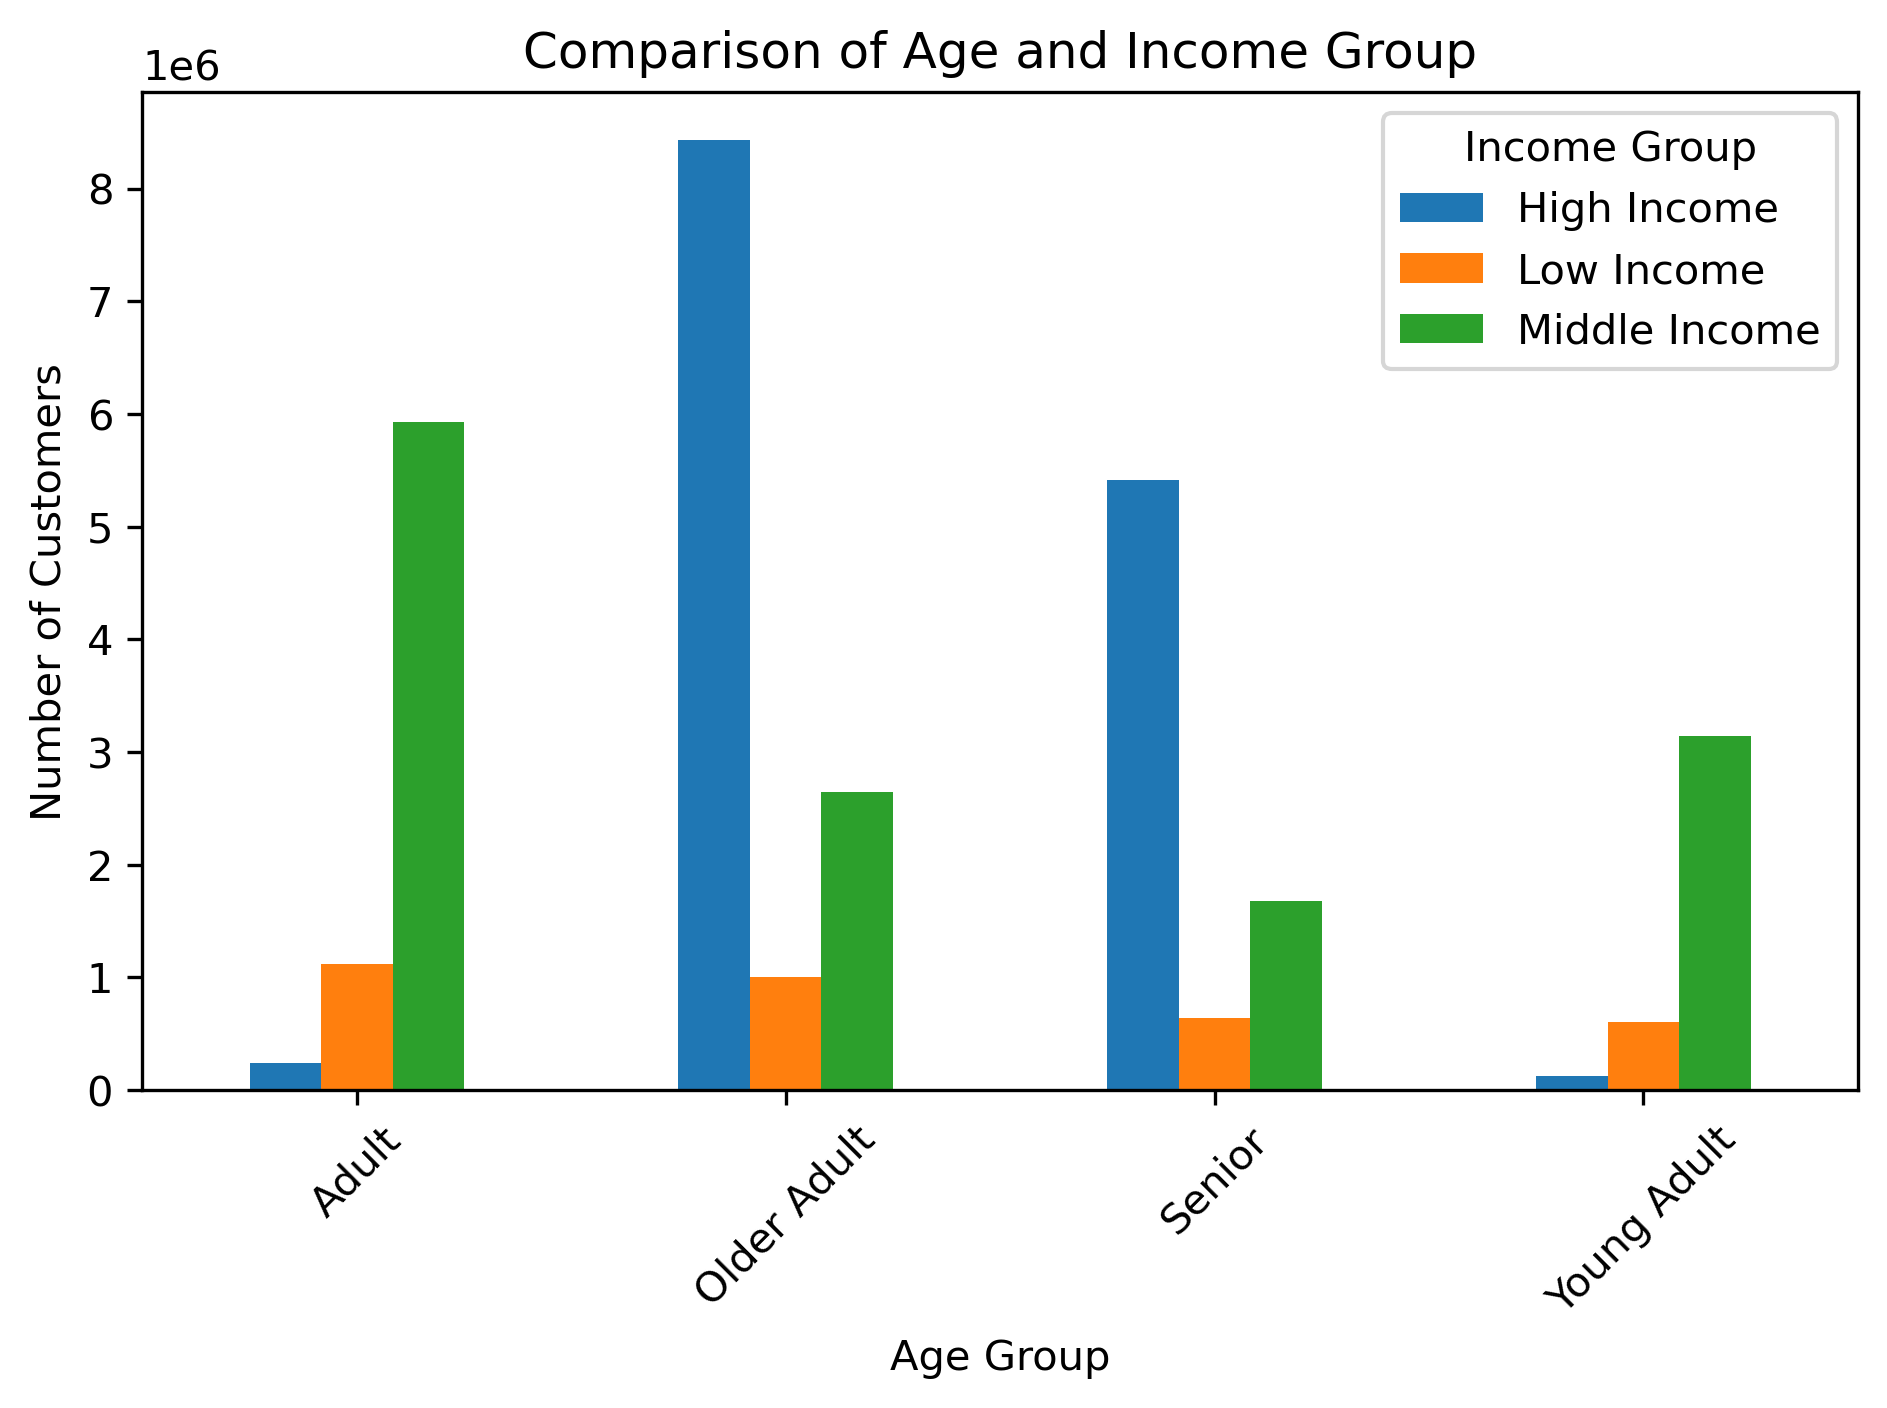 Comparison of Age and Income Group
1e6
Income Group
High Income
Low Income
Middle Income
8
7
6
5
4
3
2
1
0
Number of Customers
Adult
Older Adult
Senior
Young Adult
Age Group